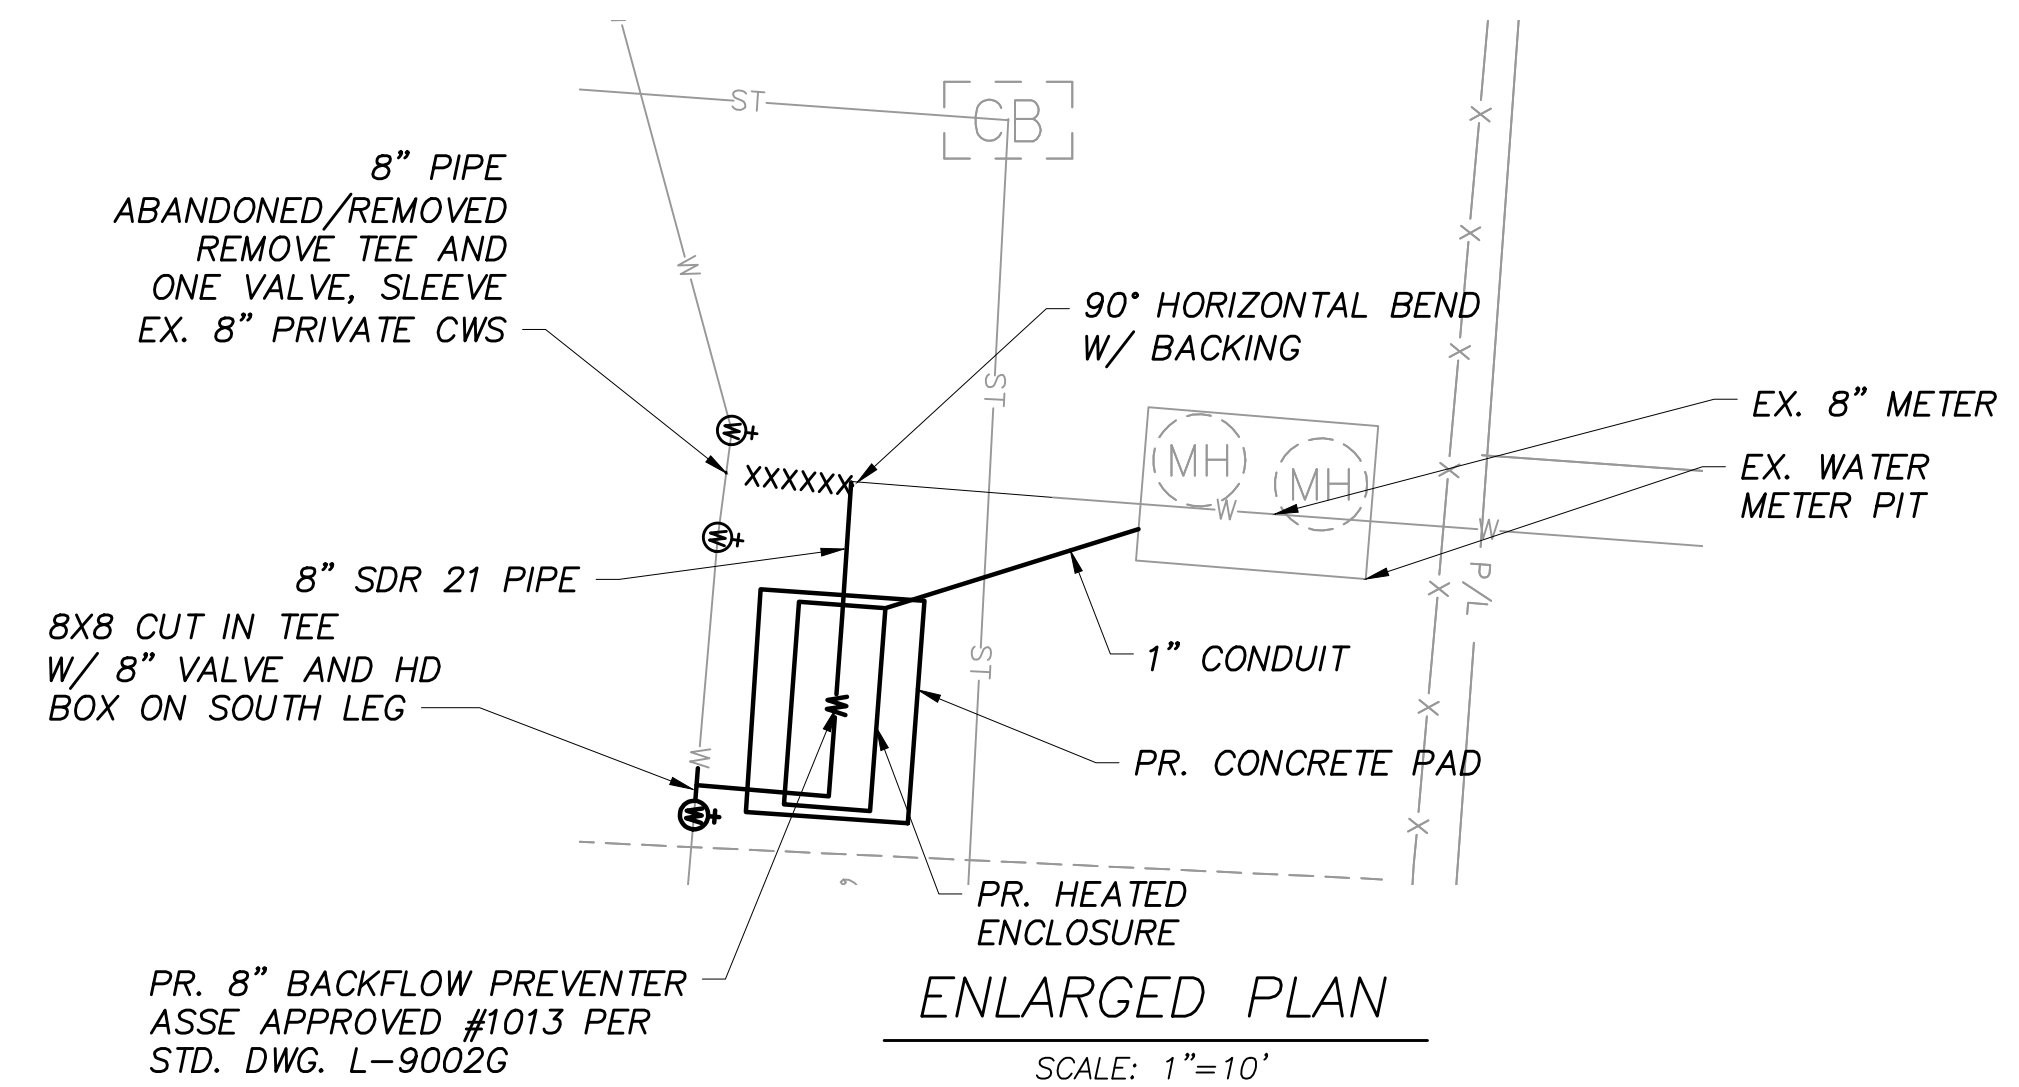 ST
CB
X
8” PIPE
ABANDONED/REMOVED
REMOVE TEE AND
ONE VALVE, SLEEVE
EX. 8” PRIVATE CWS
W
X
90° HORIZONTAL BEND
W/ BACKING
X
ST
EX. 8” METER
W
XXXXXX
MH
MH
X
EX. WATER
METER PIT
W
W
W
8” SDR 21 PIPE
X
P/L
8X8 CUT IN TEE
W/ 8” VALVE AND HD
BOX ON SOUTH LEG
ST
1” CONDUIT
W
X
W
PR. CONCRETE PAD
W
X
PR. HEATED
ENCLOSURE
PR. 8” BACKFLOW PREVENTER
ASSE APPROVED #1013 PER
STD. DWG. L-9002G
ENLARGED PLAN
SCALE: 1”=10’